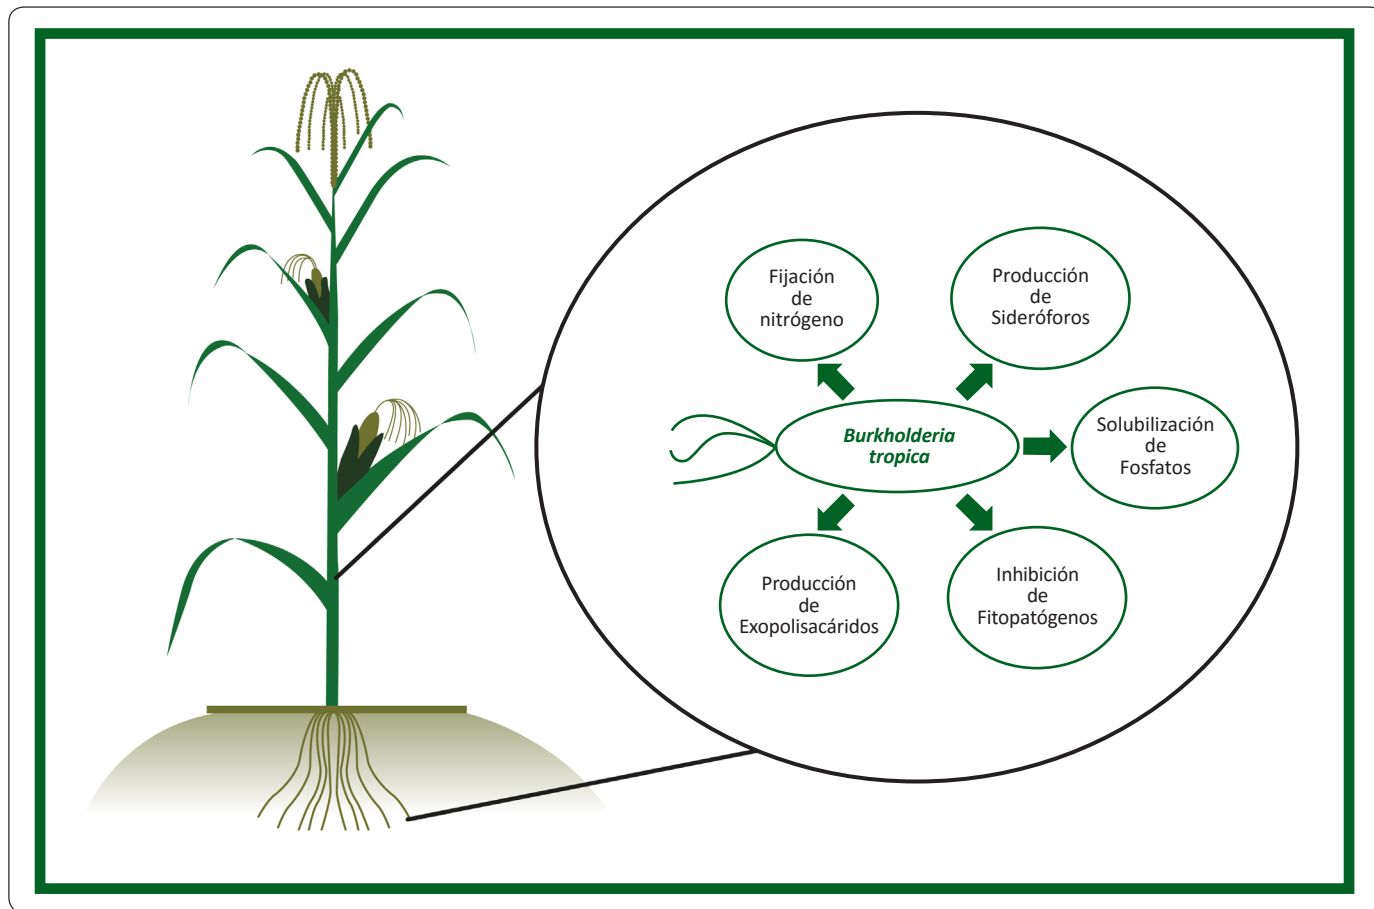 Fijación
de
nitrógeno
Producción
de
Sideróforos
Burkholderia
tropica
Solubilización
de
Fosfatos
Producción
de
Exopolisacáridos
Inhibición
de
Fitopatógenos